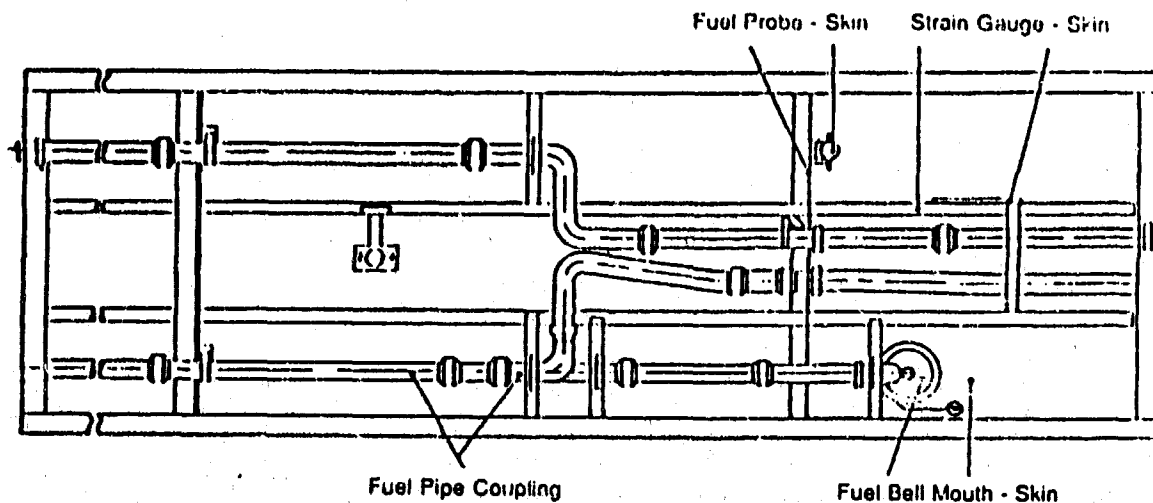 Fuel Probe - Skin
Strain Gauge - Skin
Fuel Pipe Coupling
Fuel Bell Mouth - Skin